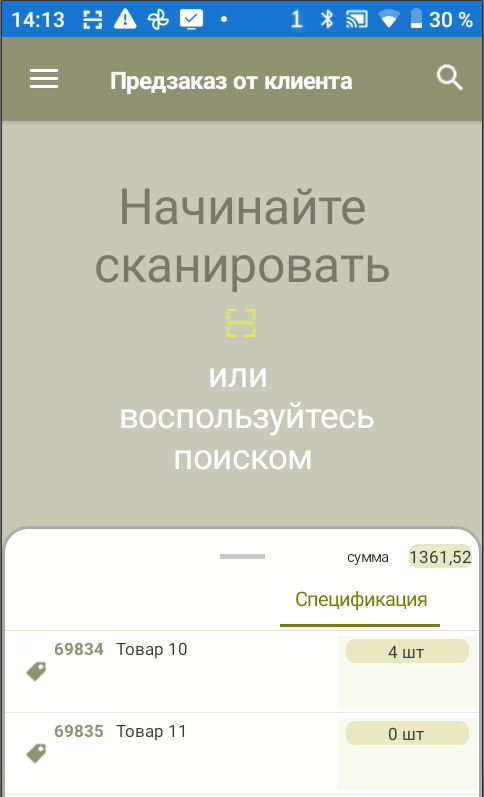 14:13 1 30 %
Предзаказ от клиента
Начинайте
сканировать
или
воспользуйтесь
поиском
сумма 1361,52
Спецификация
69834 Товар 10 4 шт
69835 Товар 11 0 шт